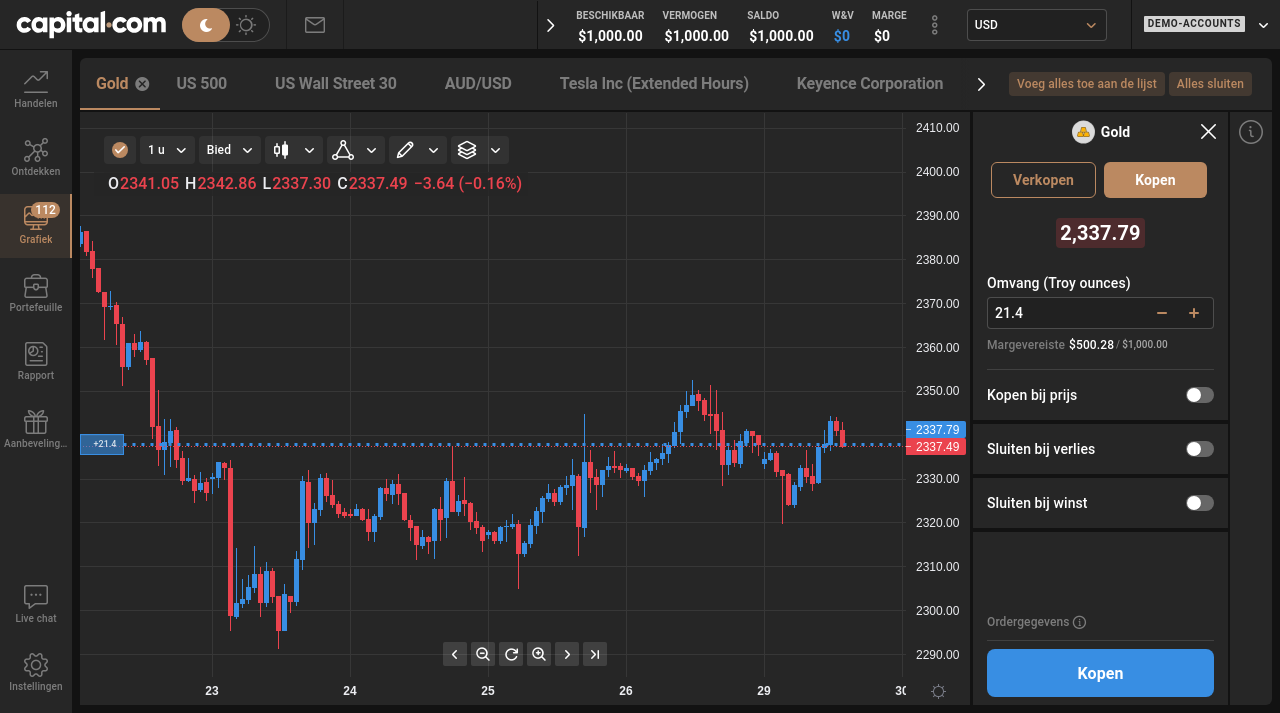 capital.com
BESCHIKBAAR
$1,000.00
VERMOGEN
$1,000.00
SALDO
$1,000.00
W&V
$0
MARGE
$0
USD
DEMO-ACCOUNTS
Handelen
Ontdekken
112
Grafiek
Portefeuille
Rapport
Aanbeveling...
Live chat
Instellingen
Gold
US 500
US Wall Street 30
AUD/USD
Tesla Inc (Extended Hours)
Keyence Corporation
Voeg alles toe aan de lijst
Alles sluiten
1 u
Bied
O2341.05 H2342.86 L2337.30 C2337.49 −3.64 (−0.16%)
+21.4
2410.00
2400.00
2390.00
2380.00
2370.00
2360.00
2350.00
2337.79
2337.49
2330.00
2320.00
2310.00
2300.00
2290.00
23 24 25 26 29 30
Gold
Verkopen
Kopen
2,337.79
Omvang (Troy ounces)
21.4
Margevereiste $500.28 / $1,000.00
Kopen bij prijs
Sluiten bij verlies
Sluiten bij winst
Ordergegevens
Kopen